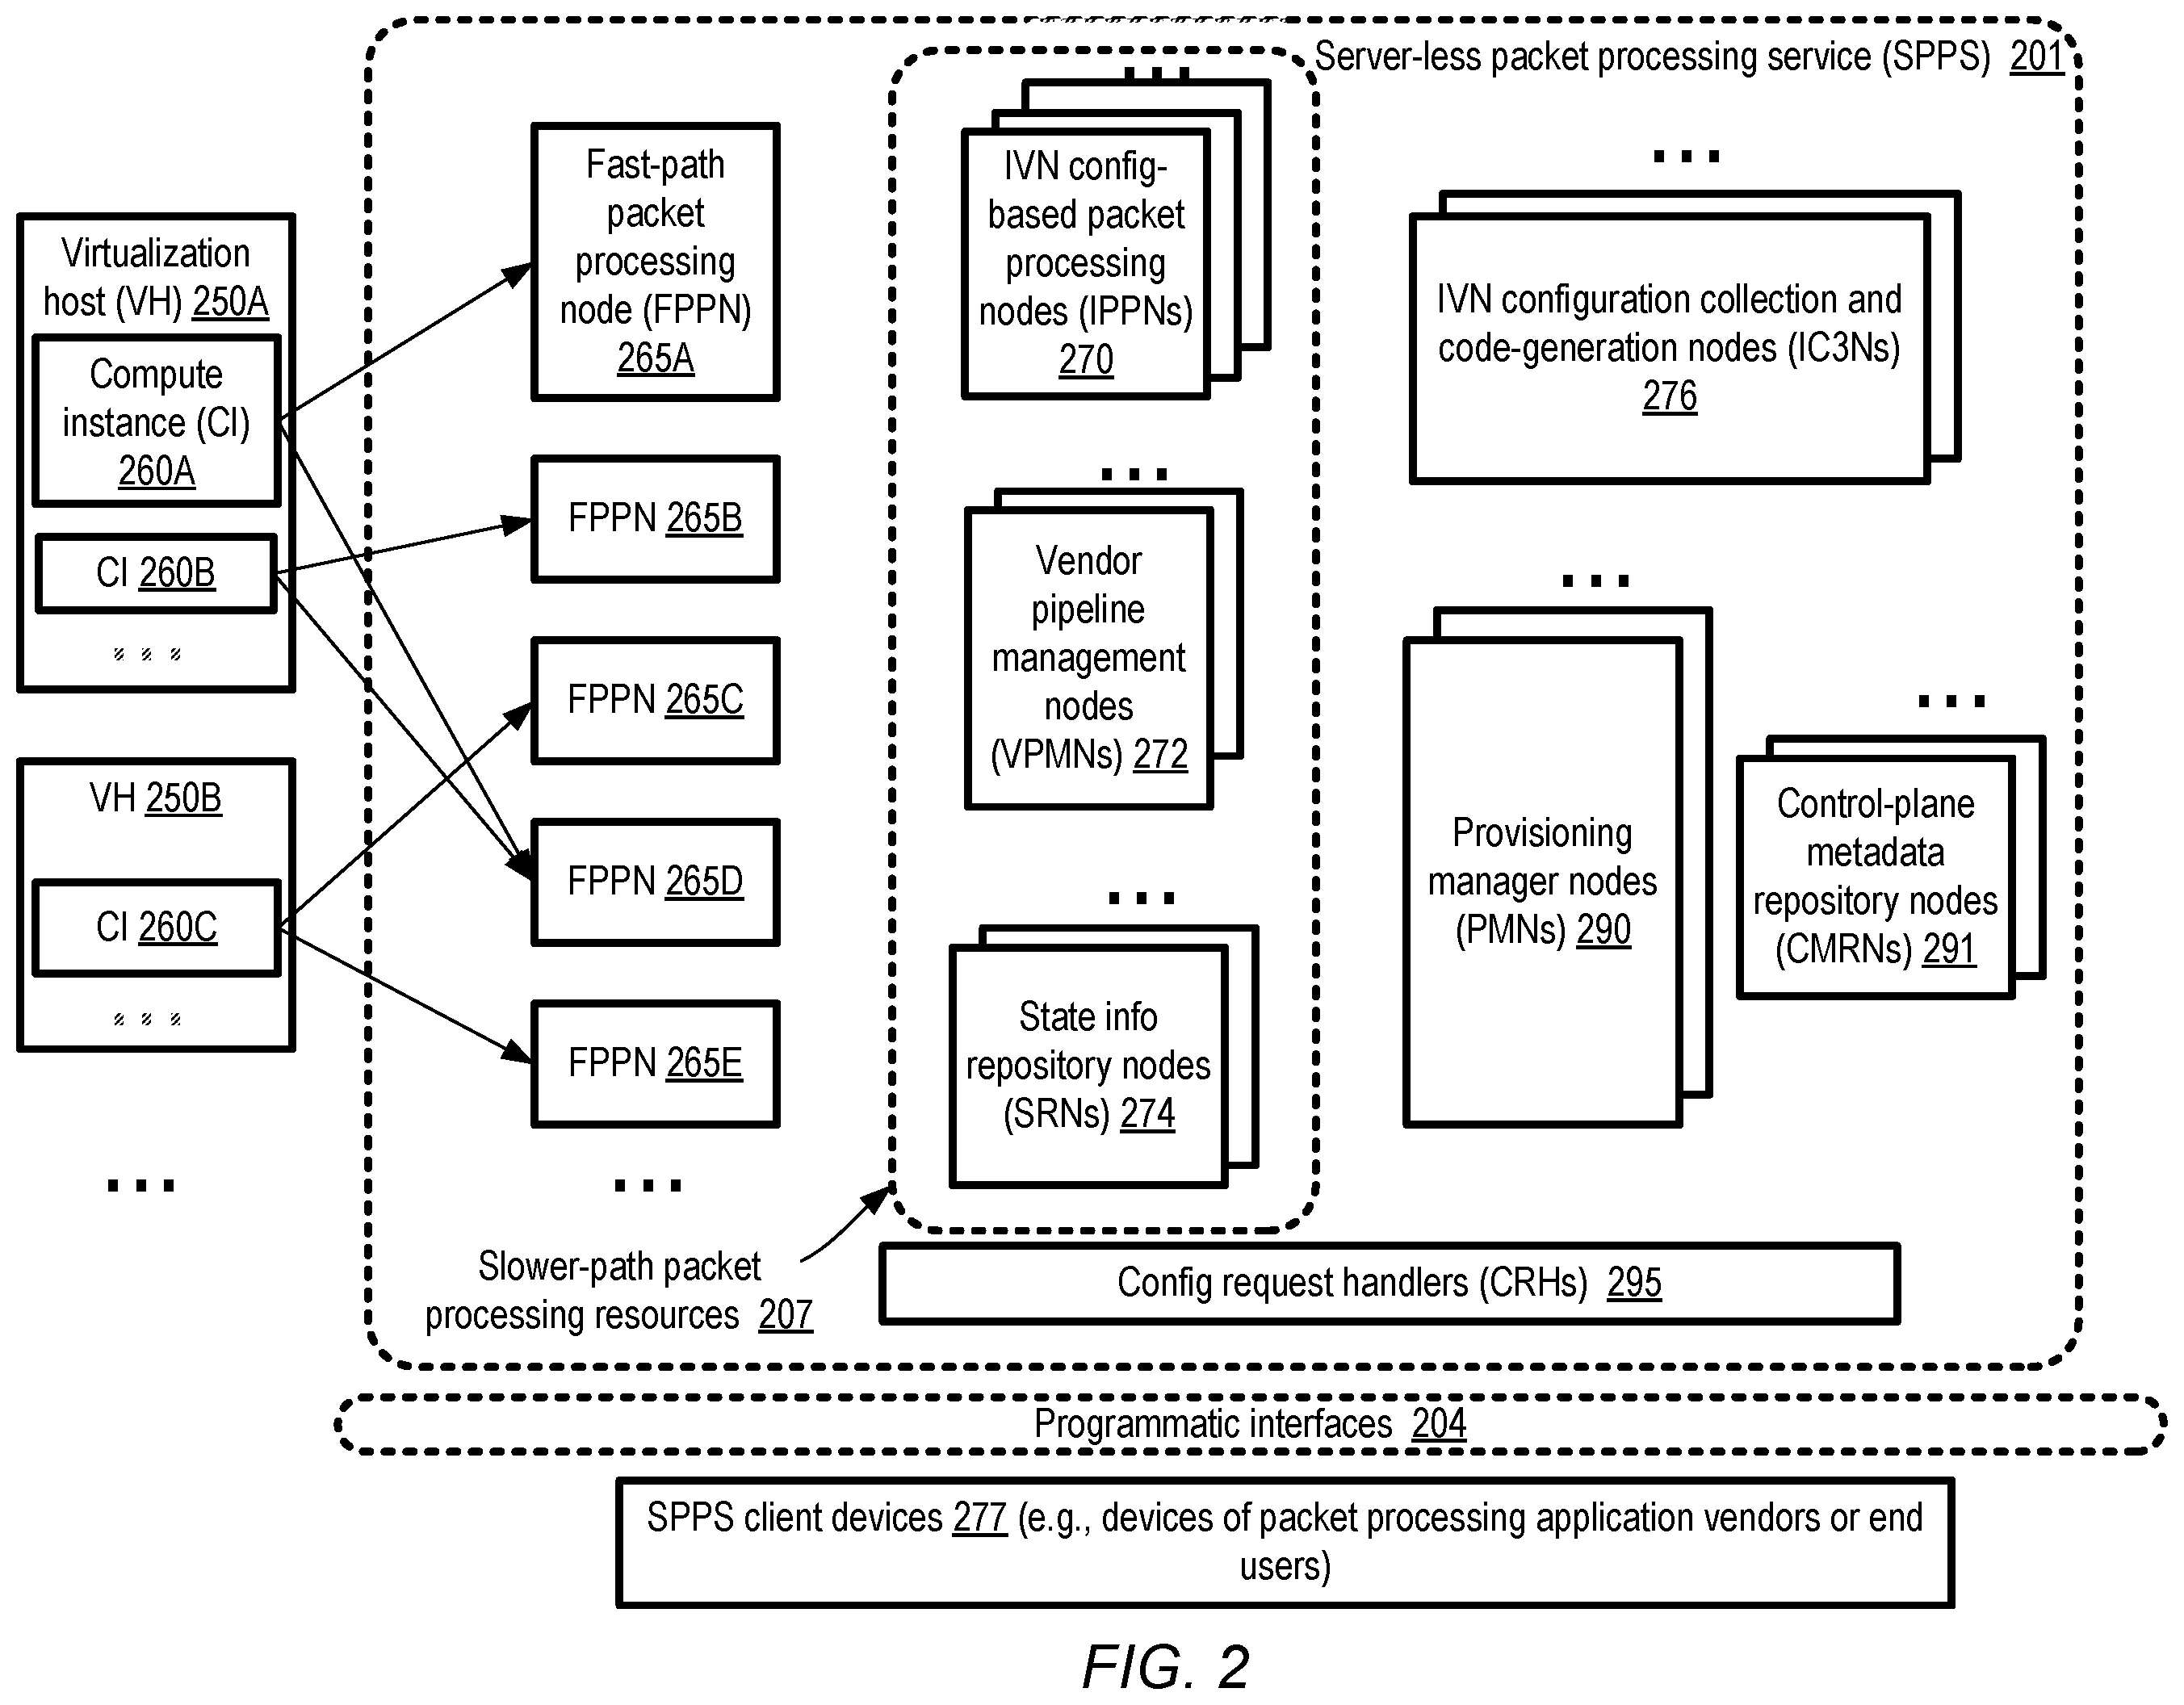 Server-less packet processing service (SPPS) 201
Virtualization
host (VH) 250A
Compute
instance (CI)
260A
CI 260B
VH 250B
CI 260C
Fast-path
packet
processing
node (FPPN)
265A
FPPN 265B
FPPN 265C
FPPN 265D
FPPN 265E
Slower-path packet
processing resources 207
IVN config-
based packet
processing
nodes (IPPNs)
270
Vendor
pipeline
management
nodes
(VPMNs) 272
State info
repository nodes
(SRNs) 274
IVN configuration collection and
code-generation nodes (IC3Ns)
276
Provisioning
manager nodes
(PMNs) 290
Control-plane
metadata
repository nodes
(CMRNs) 291
Config request handlers (CRHs) 295
Programmatic interfaces 204
SPPS client devices 277 (e.g., devices of packet processing application vendors or end
users)
FIG. 2